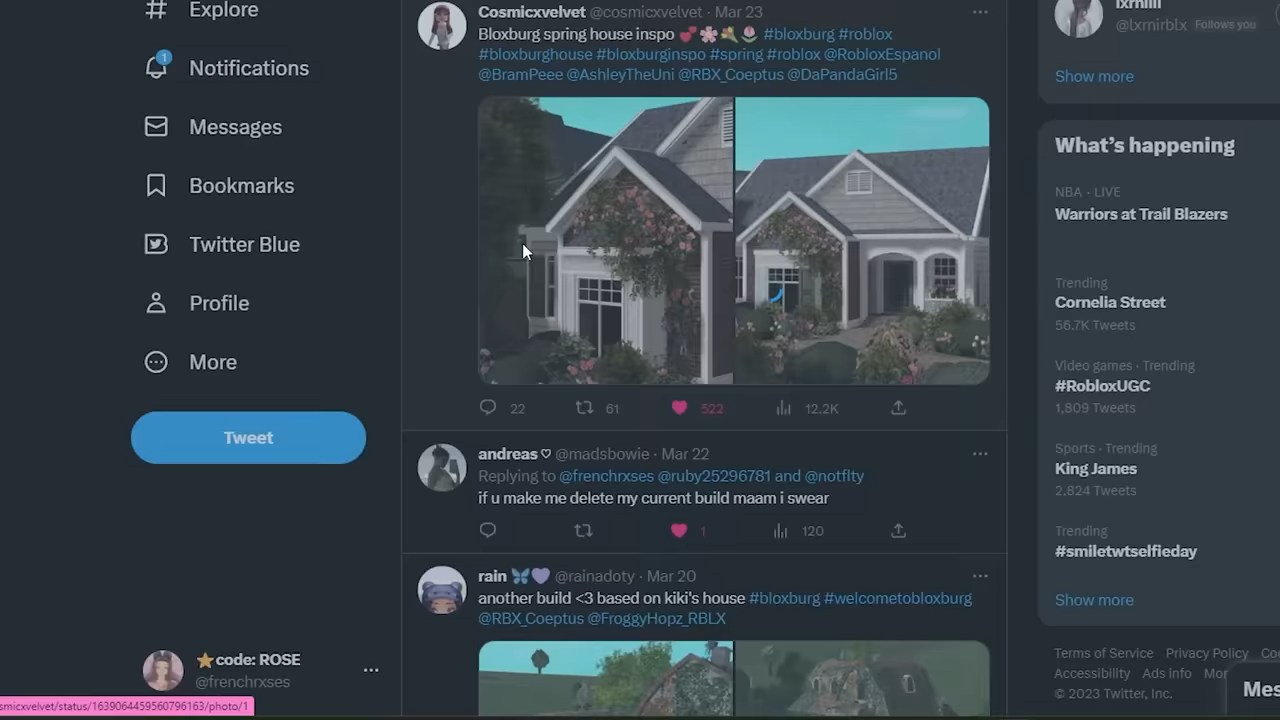 Explore
1
Notifications
Messages
Bookmarks
Twitter Blue
Profile
More
Tweet
code: ROSE
@frenchrxses
smicxvelvet/status/1639064459560796163/photo/1
Cosmicxvelvet @cosmicxvelvet · Mar 23
Bloxburg spring house inspo 💕🌸💐🌷 #bloxburg #roblox
#bloxburghouse #bloxburginspo #spring #roblox @RobloxEspanol
@BramPeee @AshleyTheUni @RBX_Coeptus @DaPandaGirl5
22 61 522 12.2K
andreas ♡ @madsbowie · Mar 22
Replying to @frenchrxses @ruby25296781 and @notflty
if u make me delete my current build maam i swear
1 120
rain 🦋💜 @rainadoty · Mar 20
another build <3 based on kiki's house #bloxburg #welcometobloxburg
@RBX_Coeptus @FroggyHopz_RBLX
@lxrnirblx Follows you
Show more
What's happening
NBA · LIVE
Warriors at Trail Blazers
Trending
Cornelia Street
56.7K Tweets
Video games · Trending
#RobloxUGC
1,809 Tweets
Sports · Trending
King James
2,824 Tweets
Trending
#smiletwtselfieday
Show more
Terms of Service Privacy Policy Coo
Accessibility Ads Info Mor
© 2023 Twitter, Inc.
Mes